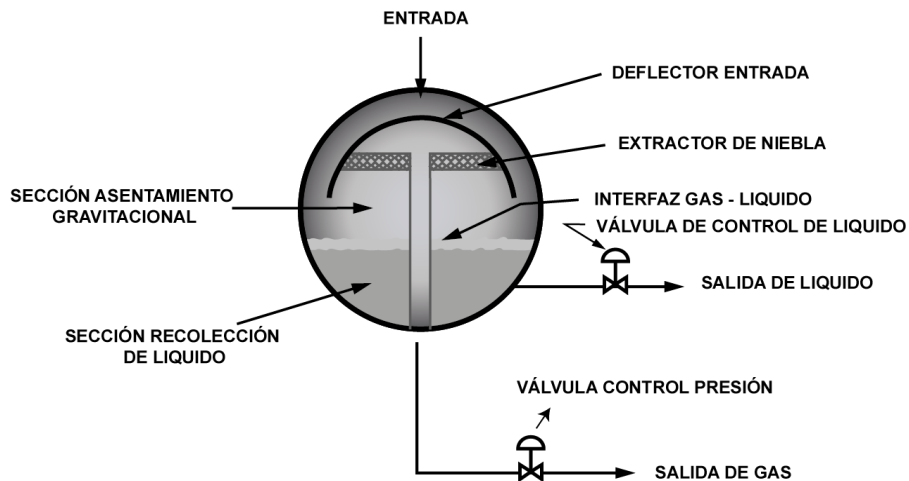 ENTRADA
DEFLECTOR ENTRADA
EXTRACTOR DE NIEBLA
SECCIÓN ASENTAMIENTO
GRAVITACIONAL
INTERFAZ GAS - LIQUIDO
VÁLVULA DE CONTROL DE LIQUIDO
SALIDA DE LIQUIDO
SECCIÓN RECOLECCIÓN
DE LIQUIDO
VÁLVULA CONTROL PRESIÓN
SALIDA DE GAS